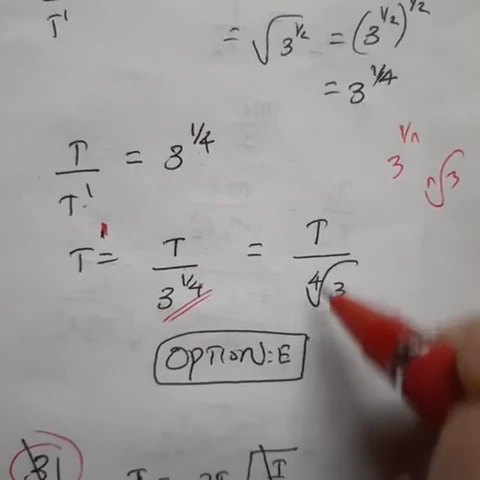 T'
= √3^1/2 = (3^1/2)^1/2
= 3^1/4
T/T' = 3^1/4
3^1/n ⁿ√3
T' = T/3^1/4 = T/⁴√3
OPTION:E
31